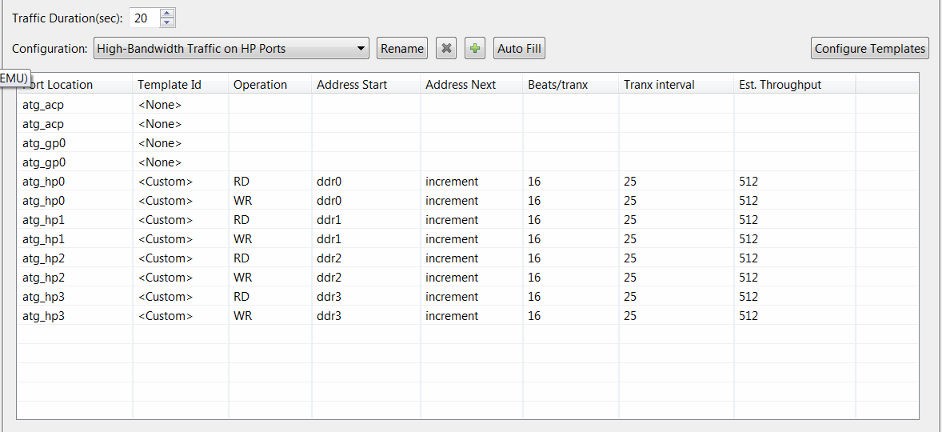 Traffic Duration(sec): 20
Configuration: High-Bandwidth Traffic on HP Ports Rename Auto Fill Configure Templates
EMU)
ort Location Template Id Operation Address Start Address Next Beats/tranx Tranx interval Est. Throughput
atg_acp <None>
atg_acp <None>
atg_gp0 <None>
atg_gp0 <None>
atg_hp0 <Custom> RD ddr0 increment 16 25 512
atg_hp0 <Custom> WR ddr0 increment 16 25 512
atg_hp1 <Custom> RD ddr1 increment 16 25 512
atg_hp1 <Custom> WR ddr1 increment 16 25 512
atg_hp2 <Custom> RD ddr2 increment 16 25 512
atg_hp2 <Custom> WR ddr2 increment 16 25 512
atg_hp3 <Custom> RD ddr3 increment 16 25 512
atg_hp3 <Custom> WR ddr3 increment 16 25 512